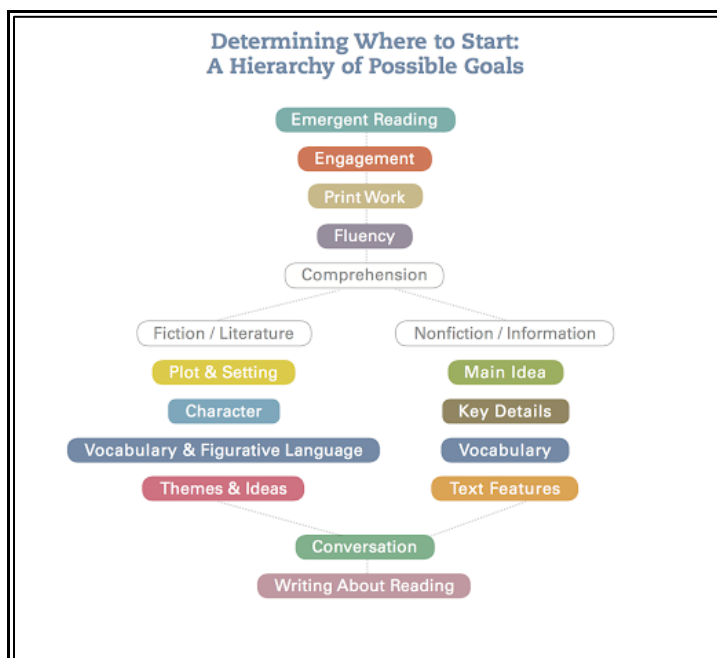 Determining Where to Start:
A Hierarchy of Possible Goals
Emergent Reading
Engagement
Print Work
Fluency
Comprehension
Fiction / Literature
Nonfiction / Information
Plot & Setting
Main Idea
Character
Key Details
Vocabulary & Figurative Language
Vocabulary
Themes & Ideas
Text Features
Conversation
Writing About Reading